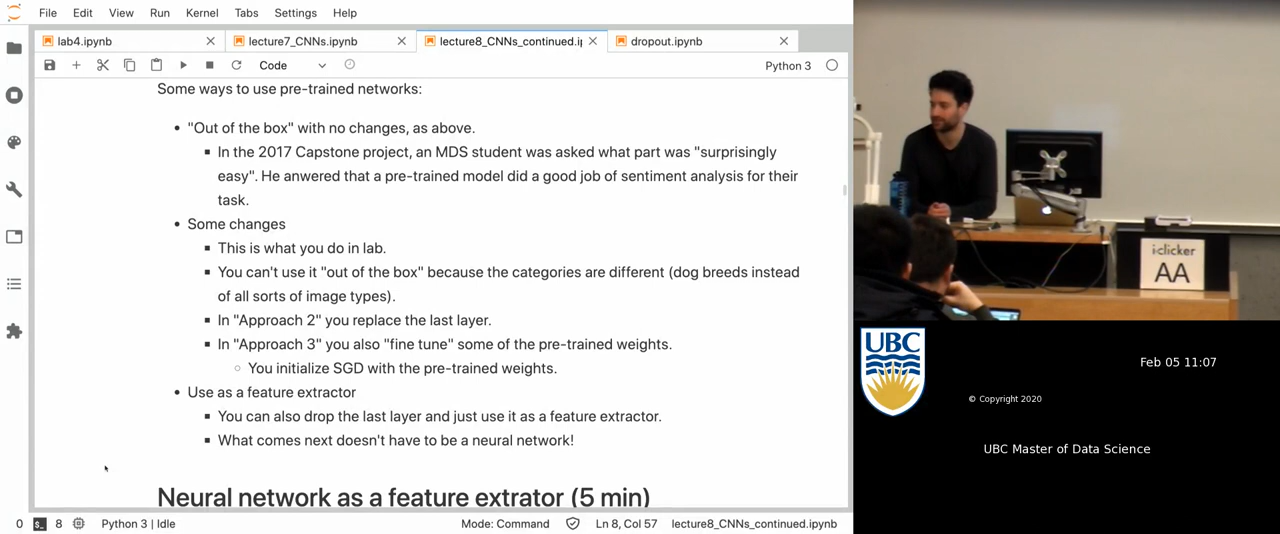 File Edit View Run Kernel Tabs Settings Help
lab4.ipynb
lecture7_CNNs.ipynb
lecture8_CNNs_continued.i
dropout.ipynb
Code
Python 3
Some ways to use pre-trained networks:
"Out of the box" with no changes, as above.
In the 2017 Capstone project, an MDS student was asked what part was "surprisingly
easy". He anwered that a pre-trained model did a good job of sentiment analysis for their
task.
Some changes
This is what you do in lab.
You can't use it "out of the box" because the categories are different (dog breeds instead
of all sorts of image types).
In "Approach 2" you replace the last layer.
In "Approach 3" you also "fine tune" some of the pre-trained weights.
You initialize SGD with the pre-trained weights.
Use as a feature extractor
You can also drop the last layer and just use it as a feature extractor.
What comes next doesn't have to be a neural network!
Neural network as a feature extrator (5 min)
0 8 Python 3 | Idle Mode: Command Ln 8, Col 57 lecture8_CNNs_continued.ipynb
i>clicker
AA
UBC
Feb 05 11:07
© Copyright 2020
UBC Master of Data Science